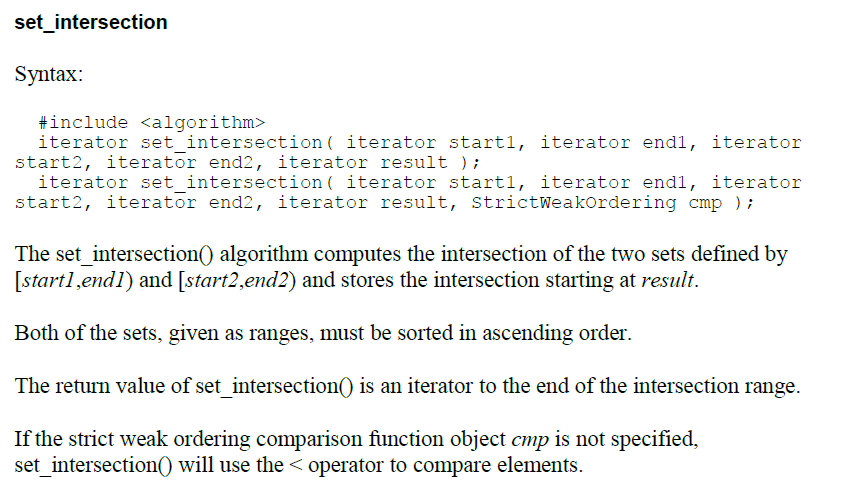 set_intersection
Syntax:
#include <algorithm>
iterator set_intersection( iterator start1, iterator end1, iterator
start2, iterator end2, iterator result );
iterator set_intersection( iterator start1, iterator end1, iterator
start2, iterator end2, iterator result, StrictWeakOrdering cmp );
The set_intersection() algorithm computes the intersection of the two sets defined by
[start1,end1) and [start2,end2) and stores the intersection starting at result.
Both of the sets, given as ranges, must be sorted in ascending order.
The return value of set_intersection() is an iterator to the end of the intersection range.
If the strict weak ordering comparison function object cmp is not specified,
set_intersection() will use the < operator to compare elements.